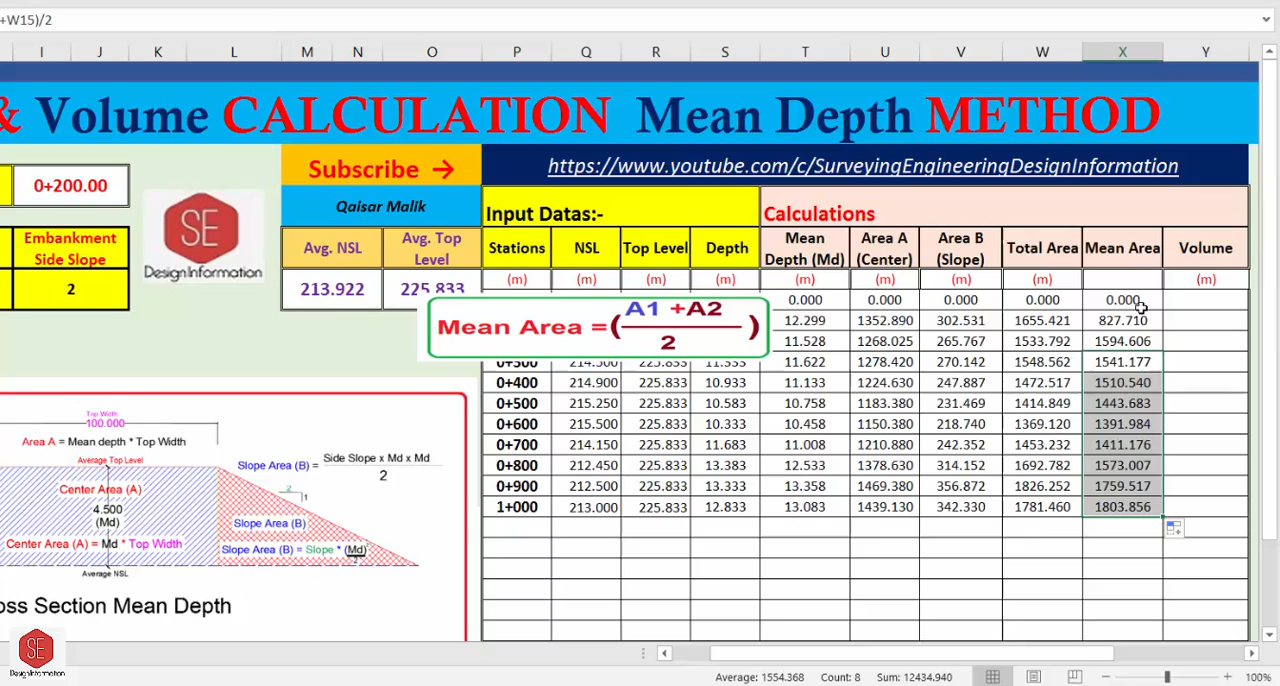 +W15)/2
I J K L M N O P Q R S T U V W X Y
& Volume CALCULATION Mean Depth METHOD
Subscribe →
https://www.youtube.com/c/SurveyingEngineeringDesignInformation
0+200.00
Qaisar Malik
Input Datas:- Calculations
Embankment Side Slope
SE
DesignInformation
Avg. NSL Avg. Top Level
Stations NSL Top Level Depth Mean Depth (Md) Area A (Center) Area B (Slope) Total Area Mean Area Volume
2
213.922 225.833
(m) (m) (m) (m) (m) (m) (m) (m) (m)
0.000 0.000 0.000 0.000 0.000
Mean Area =(A1 +A2 / 2)
12.299 1352.890 302.531 1655.421 827.710
11.528 1268.025 265.767 1533.792 1594.606
0+300 214.500 225.833 11.333 11.622 1278.420 270.142 1548.562 1541.177
0+400 214.900 225.833 10.933 11.133 1224.630 247.887 1472.517 1510.540
0+500 215.250 225.833 10.583 10.758 1183.380 231.469 1414.849 1443.683
0+600 215.500 225.833 10.333 10.458 1150.380 218.740 1369.120 1391.984
0+700 214.150 225.833 11.683 11.008 1210.880 242.352 1453.232 1411.176
0+800 212.450 225.833 13.383 12.533 1378.630 314.152 1692.782 1573.007
0+900 212.500 225.833 13.333 13.358 1469.380 356.872 1826.252 1759.517
1+000 213.000 225.833 12.833 13.083 1439.130 342.330 1781.460 1803.856
Top Width
100.000
Area A = Mean depth * Top Width
Average Top Level
Slope Area (B) = Side Slope x Md x Md
2
Center Area (A)
2
1
4.500
(Md)
Slope Area (B)
Center Area (A) = Md * Top Width
Slope Area (B) = Slope * (Md)²
2
Average NSL
oss Section Mean Depth
SE
DesignInformation
Average: 1554.368 Count: 8 Sum: 12434.940 100%